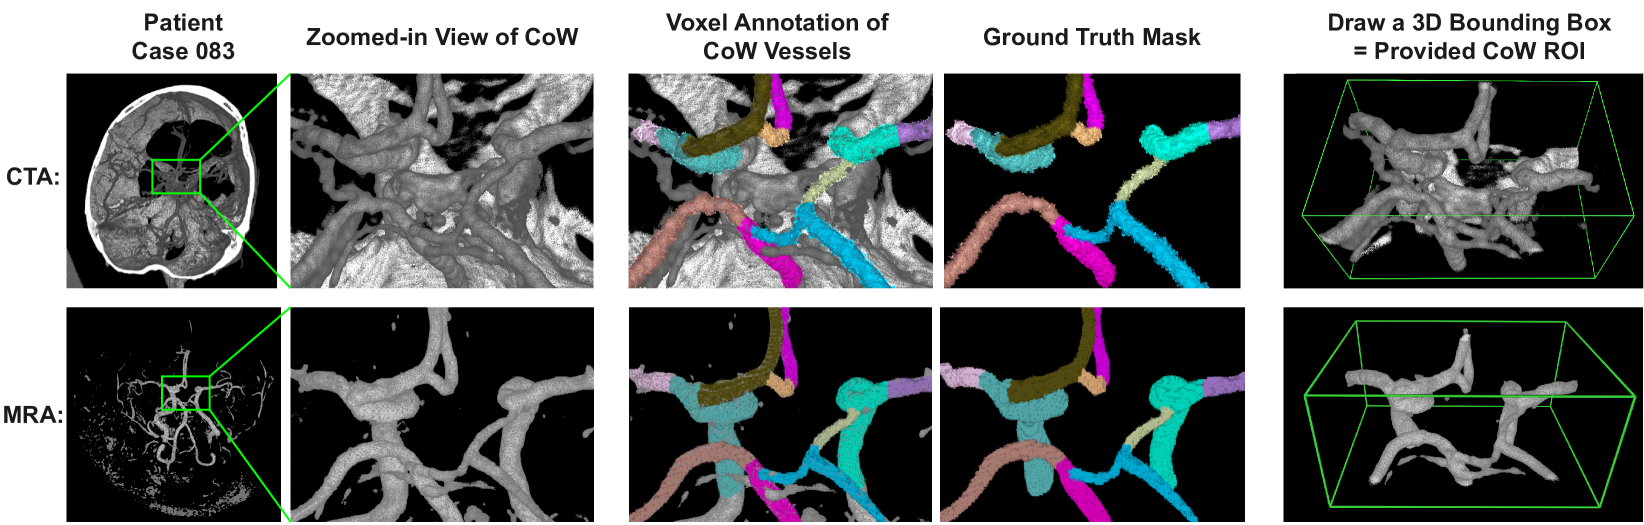 Patient
Case 083
Zoomed-in View of CoW
Voxel Annotation of
CoW Vessels
Ground Truth Mask
Draw a 3D Bounding Box
= Provided CoW ROI
CTA:
MRA: